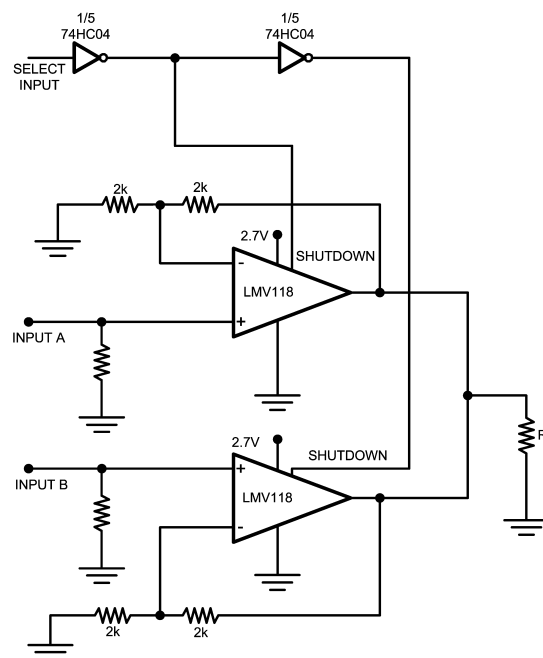 1/5
74HC04
1/5
74HC04
SELECT
INPUT
2k
2k
2.7V
SHUTDOWN
-
LMV118
+
INPUT A
2.7V
SHUTDOWN
+
LMV118
INPUT B
-
2k
2k